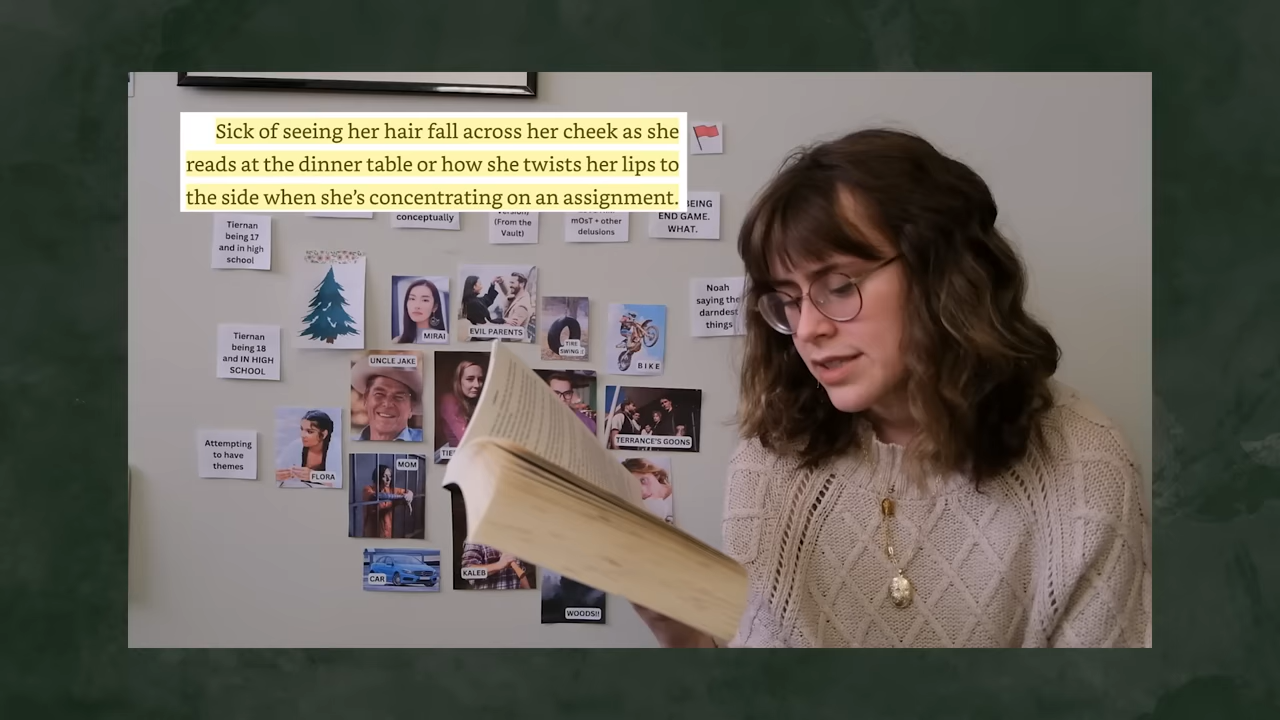 Sick of seeing her hair fall across her cheek as she
reads at the dinner table or how she twists her lips to
the side when she's concentrating on an assignment.
conceptually
(From the
Vault)
mOsT + other
delusions
BEING
END GAME.
WHAT.
Tiernan
being 17
and in high
school
Noah
saying the
darndest
things
MIRAI
EVIL PARENTS
TIRE
SWING :(
BIKE
Tiernan
being 18
and IN HIGH
SCHOOL
UNCLE JAKE
TERRANCE'S GOONS
Attempting
to have
themes
FLORA
MOM
CAR
KALEB
WOODS!!